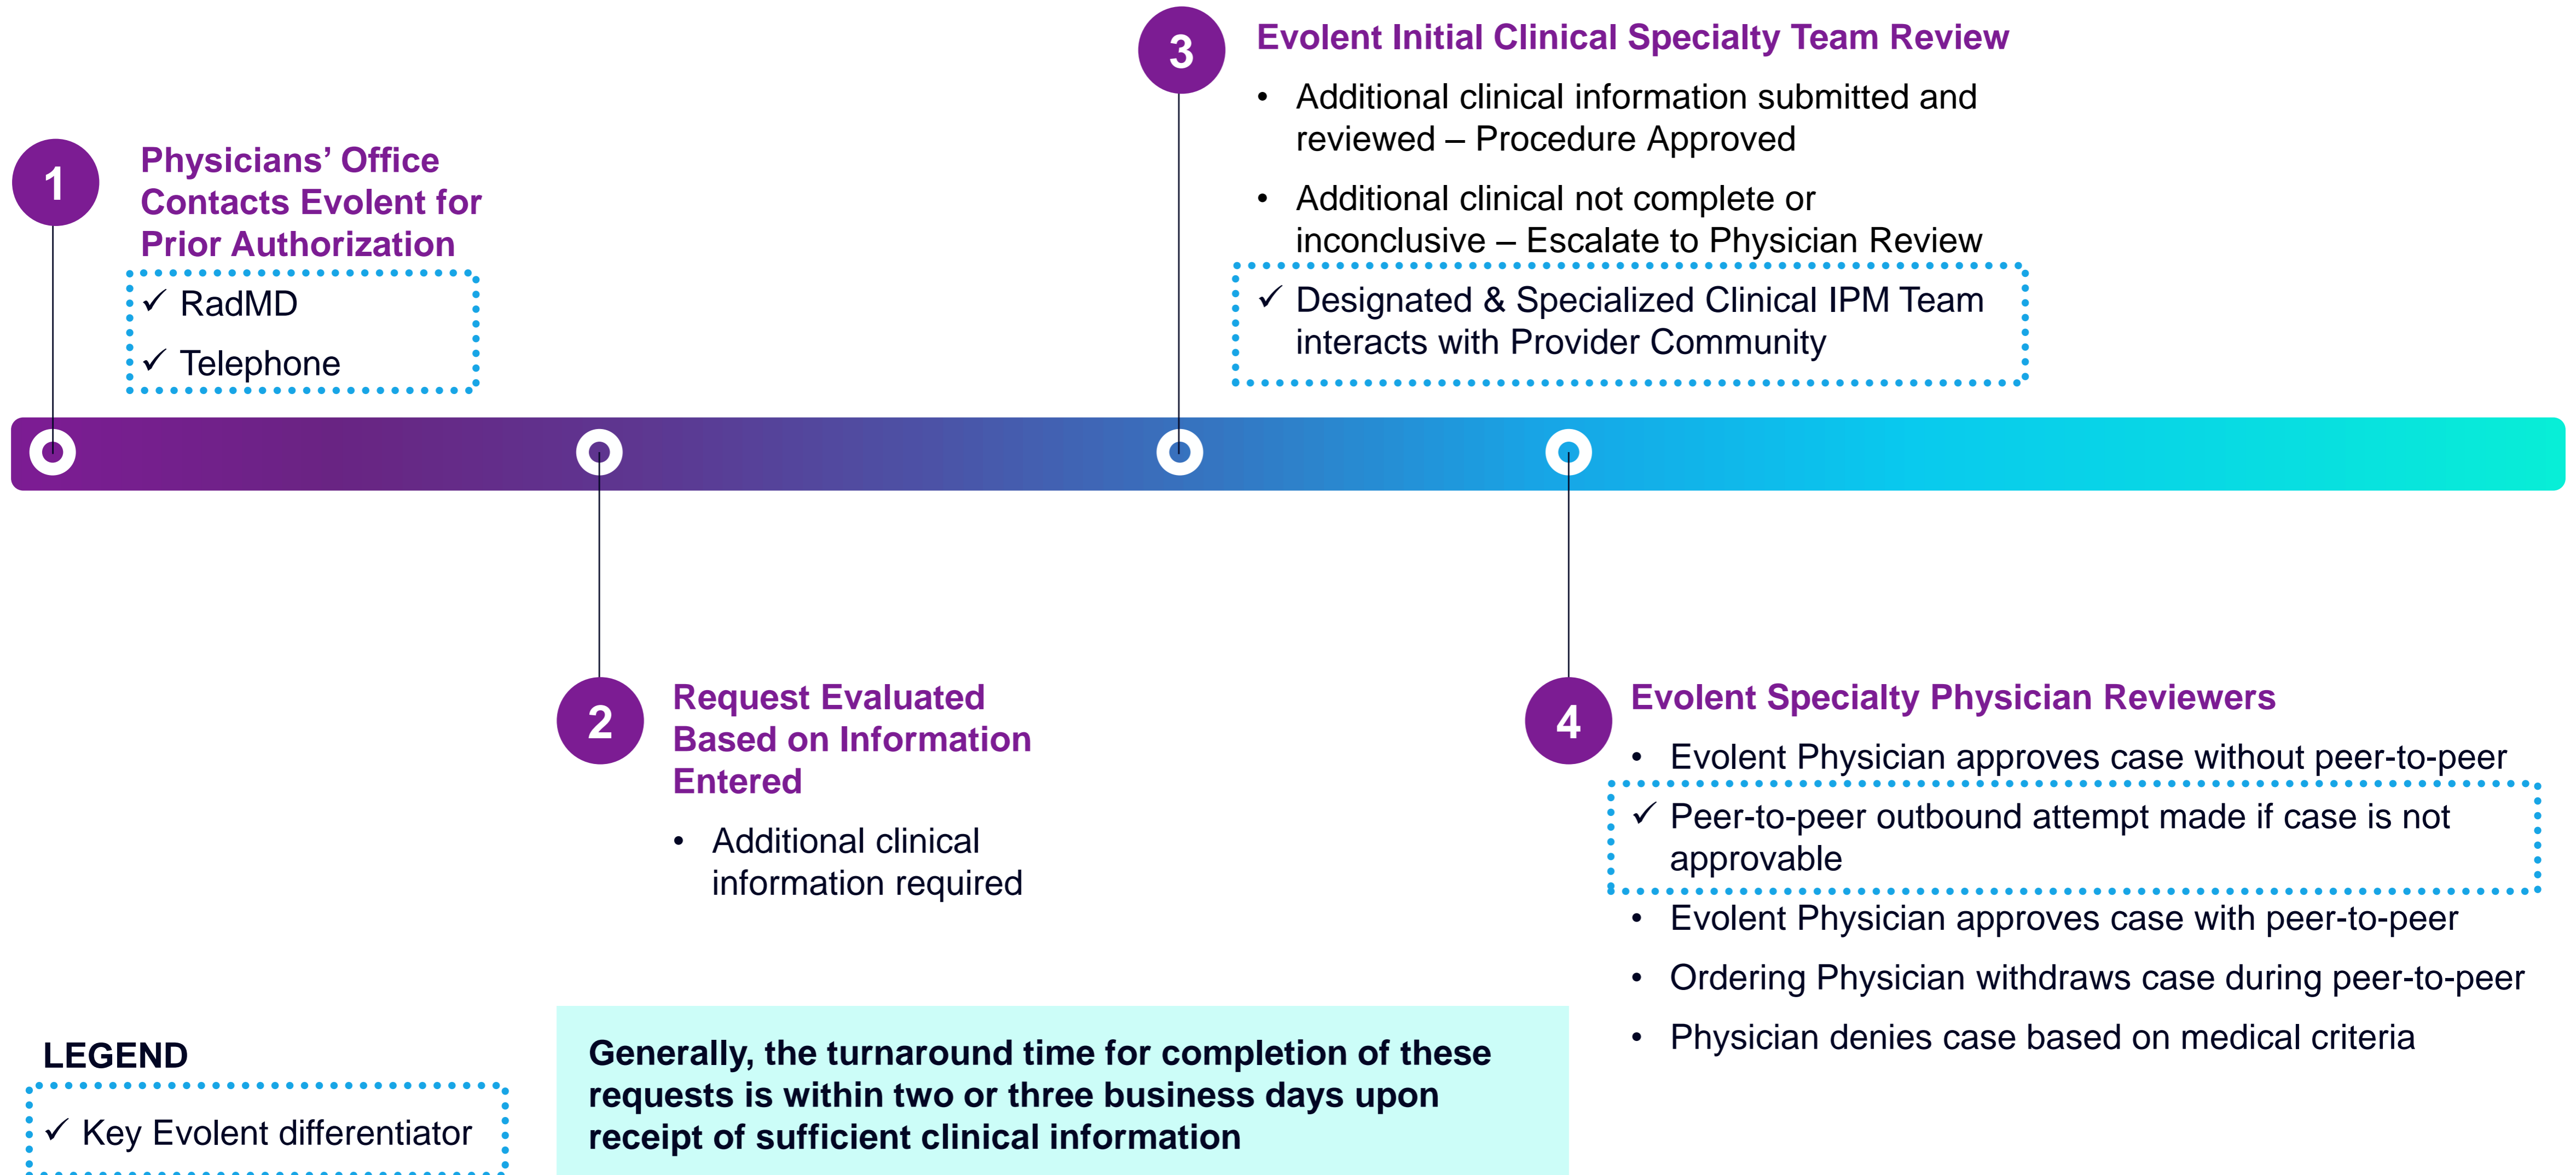 1
Physicians’ Office
Contacts Evolent for
Prior Authorization
✓ RadMD
✓ Telephone
3
Evolent Initial Clinical Specialty Team Review
• Additional clinical information submitted and
reviewed – Procedure Approved
• Additional clinical not complete or
inconclusive – Escalate to Physician Review
✓ Designated & Specialized Clinical IPM Team
interacts with Provider Community
2
Request Evaluated
Based on Information
Entered
• Additional clinical
information required
4
Evolent Specialty Physician Reviewers
• Evolent Physician approves case without peer-to-peer
✓ Peer-to-peer outbound attempt made if case is not
approvable
• Evolent Physician approves case with peer-to-peer
• Ordering Physician withdraws case during peer-to-peer
• Physician denies case based on medical criteria
LEGEND
✓ Key Evolent differentiator
Generally, the turnaround time for completion of these
requests is within two or three business days upon
receipt of sufficient clinical information